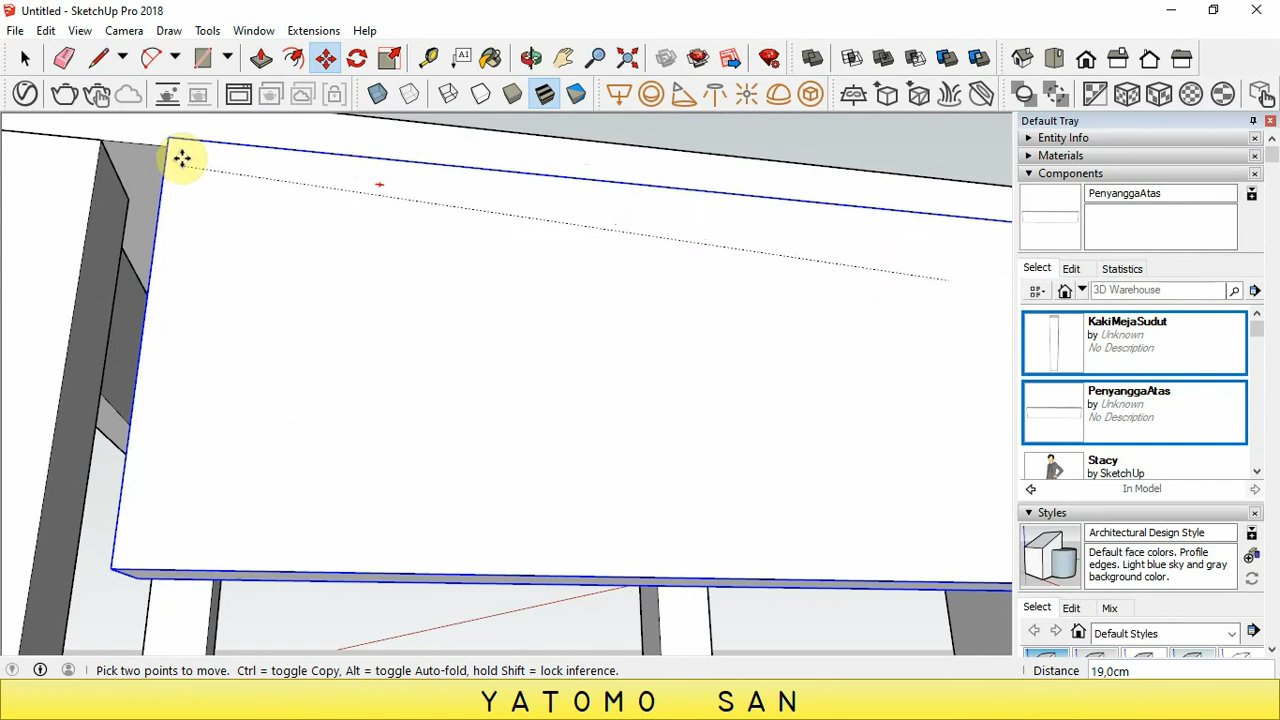 Untitled - SketchUp Pro 2018
File Edit View Camera Draw Tools Window Extensions Help
A1
Default Tray
Entity Info
Materials
Components
PenyanggaAtas
Select Edit Statistics
3D Warehouse
KakiMejaSudut
by Unknown
No Description
PenyanggaAtas
by Unknown
No Description
Stacy
by SketchUp
In Model
Styles
Architectural Design Style
Default face colors. Profile
edges. Light blue sky and gray
background color.
Select Edit Mix
Default Styles
Pick two points to move. Ctrl = toggle Copy, Alt = toggle Auto-fold, hold Shift = lock inference.
Distance 19,0cm
YATOMO SAN